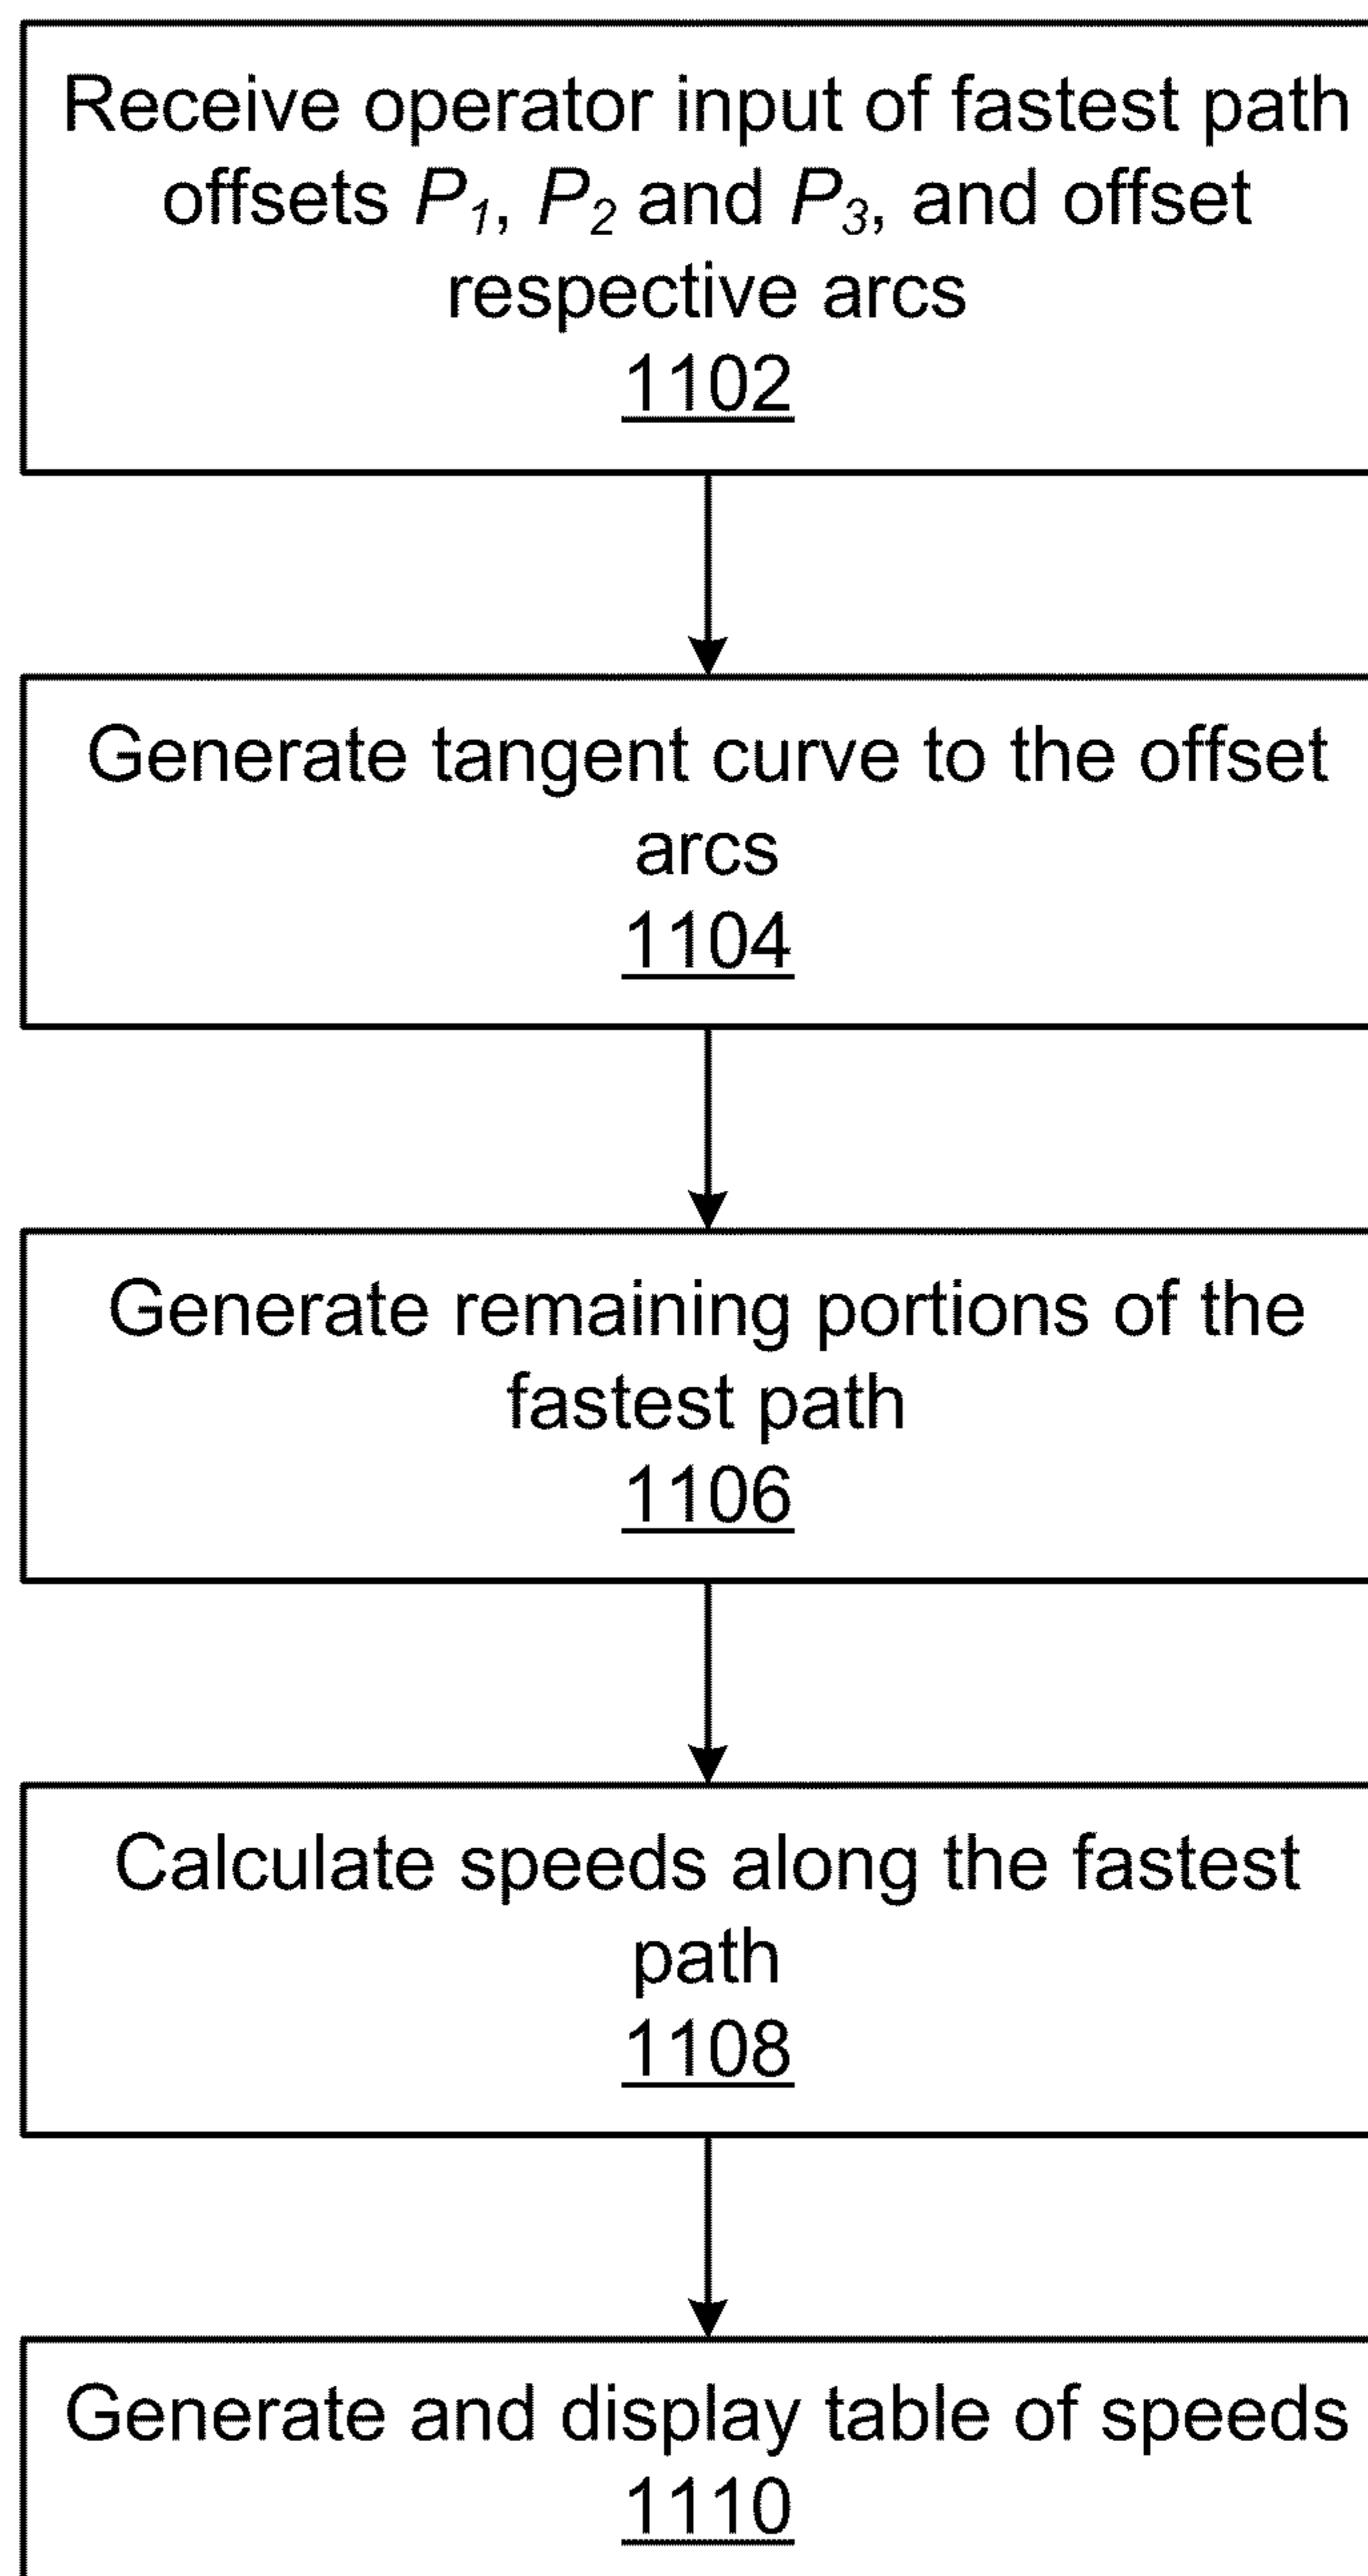 Receive operator input of fastest path
offsets P1, P2 and P3, and offset
respective arcs
1102
Generate tangent curve to the offset
arcs
1104
Generate remaining portions of the
fastest path
1106
Calculate speeds along the fastest
path
1108
Generate and display table of speeds
1110